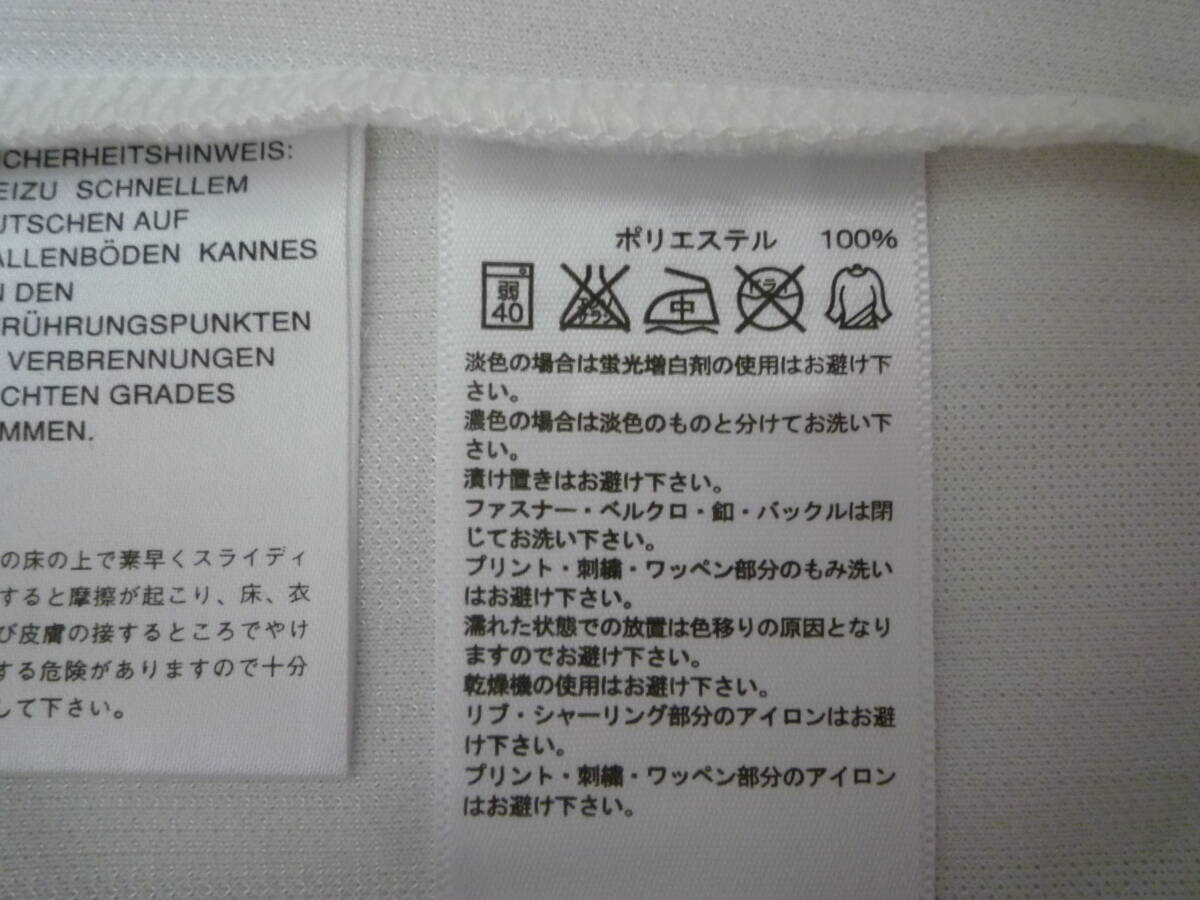 CHERHEITSHINWEIS:
EIZU SCHNELLEM
UTSCHEN AUF
ALLENBÖDEN KANNES
N DEN
RÜHRUNGSPUNKTEN
VERBRENNUNGEN
CHTEN GRADES
MMEN.
の床の上で素早くスライディ
すると摩擦が起こり、床、衣
び皮膚の接するところでやけ
する危険がありますので十分
して下さい。
ポリエステル 100%
弱 40
エンソ サラシ
中
ドライ
淡色の場合は蛍光増白剤の使用はお避け下
さい。
濃色の場合は淡色のものと分けてお洗い下
さい。
漬け置きはお避け下さい。
ファスナー・ベルクロ・釦・バックルは閉
じてお洗い下さい。
プリント・刺繍・ワッペン部分のもみ洗い
はお避け下さい。
濡れた状態での放置は色移りの原因となり
ますのでお避け下さい。
乾燥機の使用はお避け下さい。
リブ・シャーリング部分のアイロンはお避
け下さい。
プリント・刺繍・ワッペン部分のアイロン
はお避け下さい。